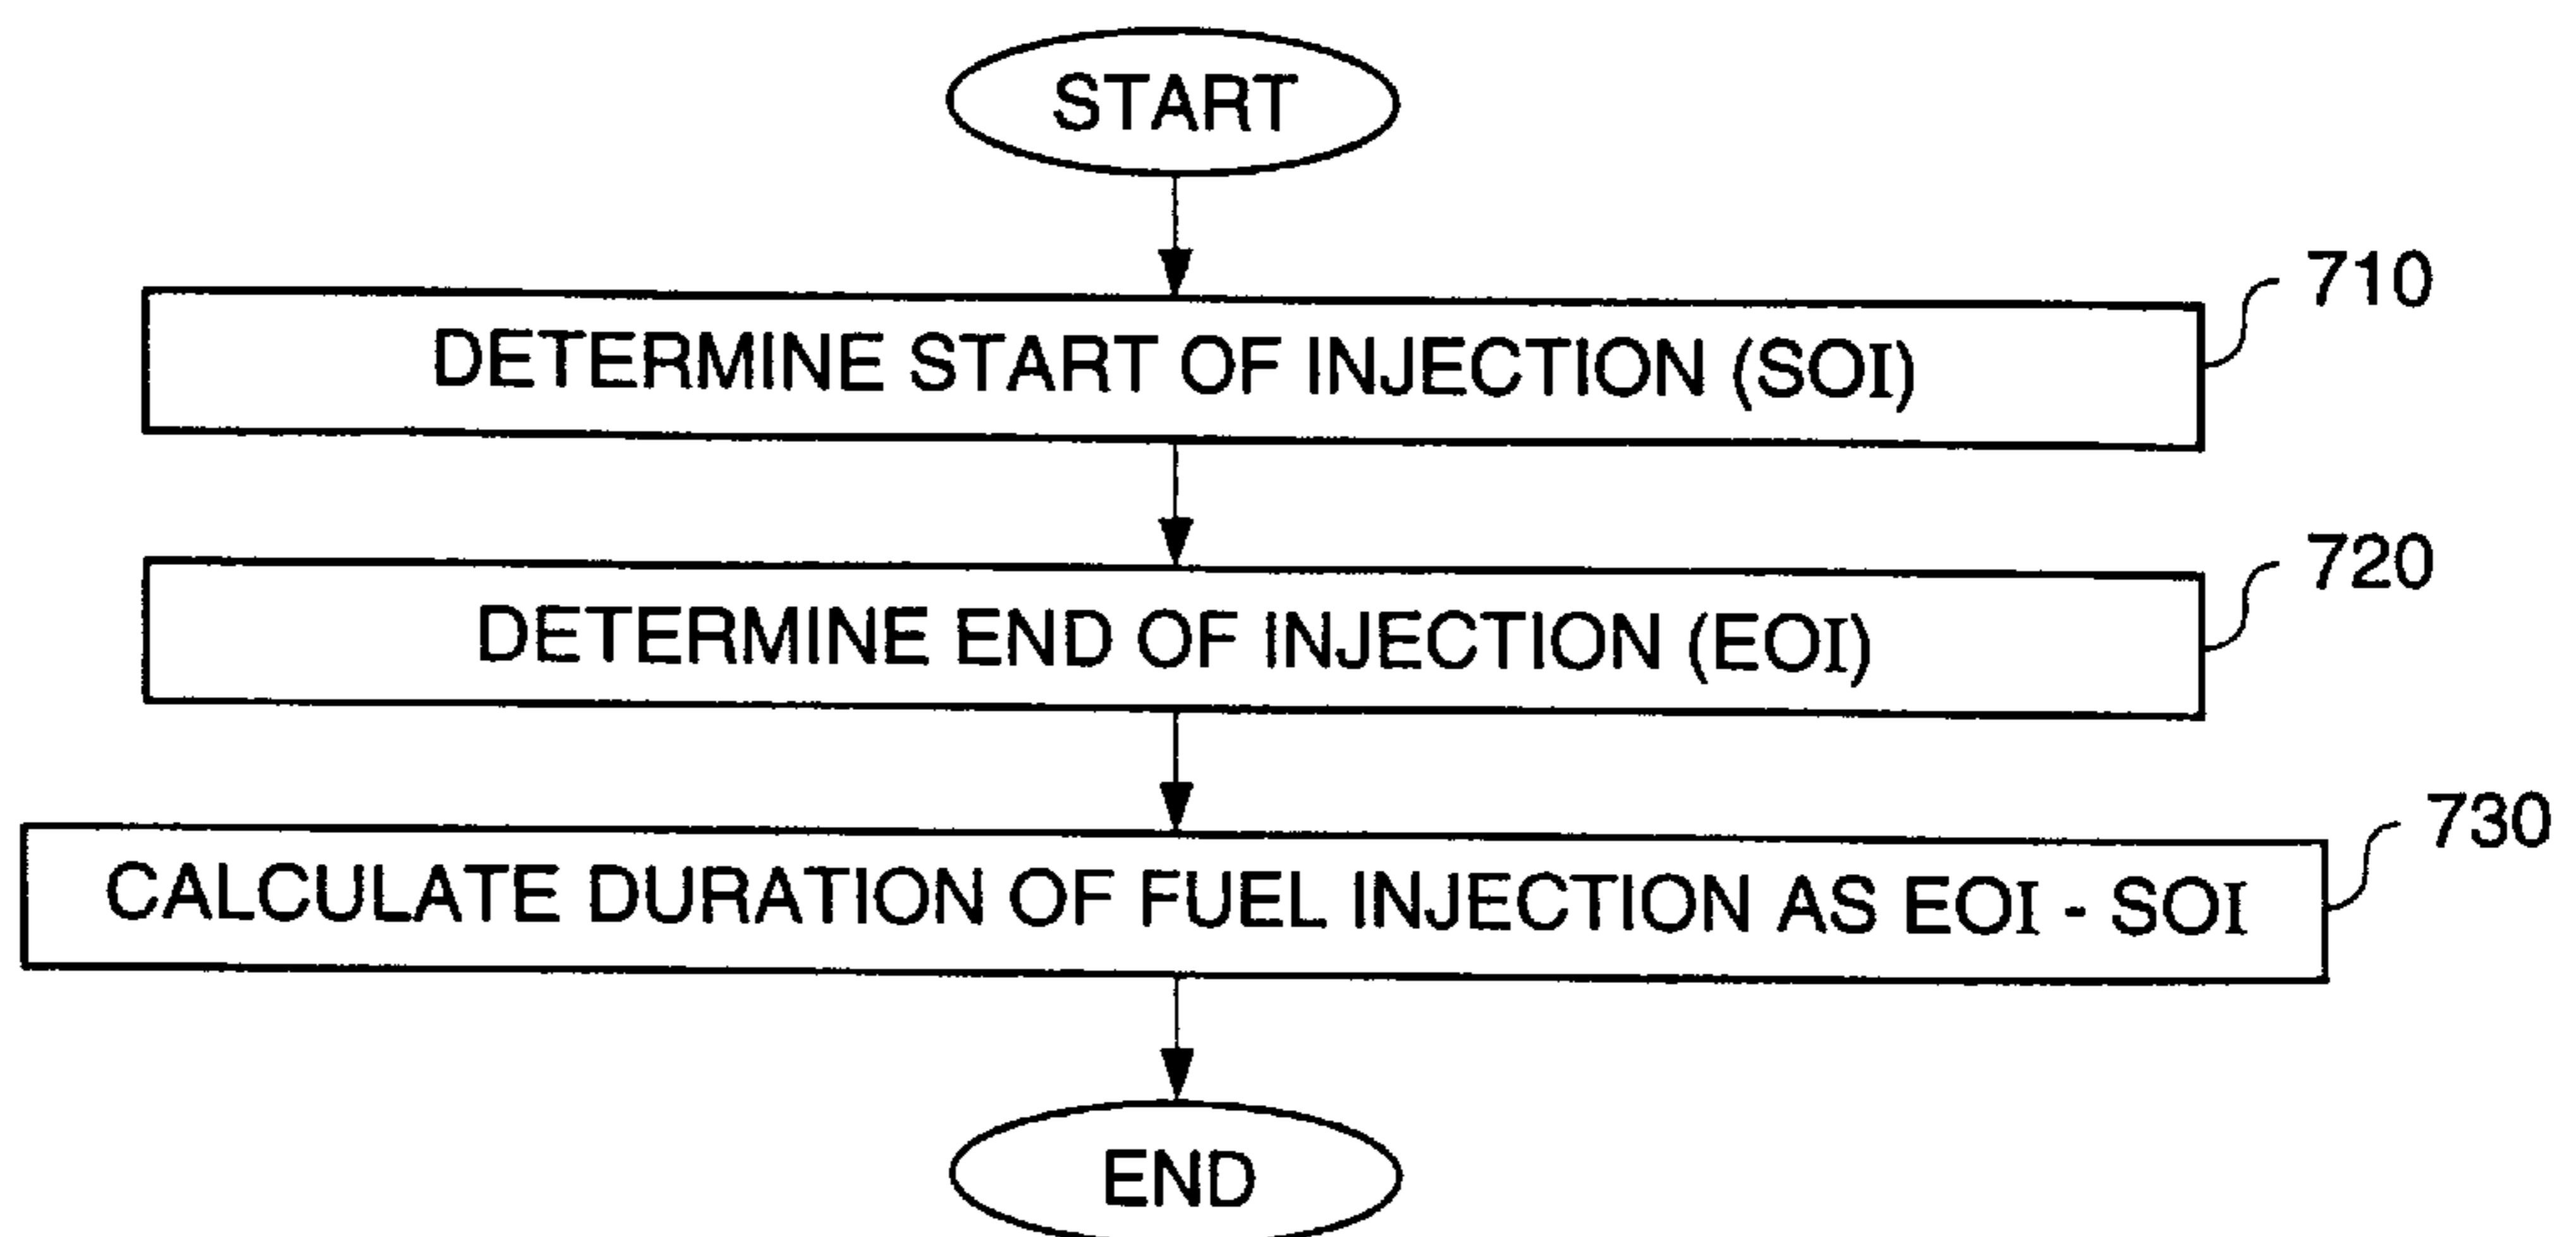 START
710
DETERMINE START OF INJECTION (SOI)
720
DETERMINE END OF INJECTION (EOI)
730
CALCULATE DURATION OF FUEL INJECTION AS EOI - SOI
END